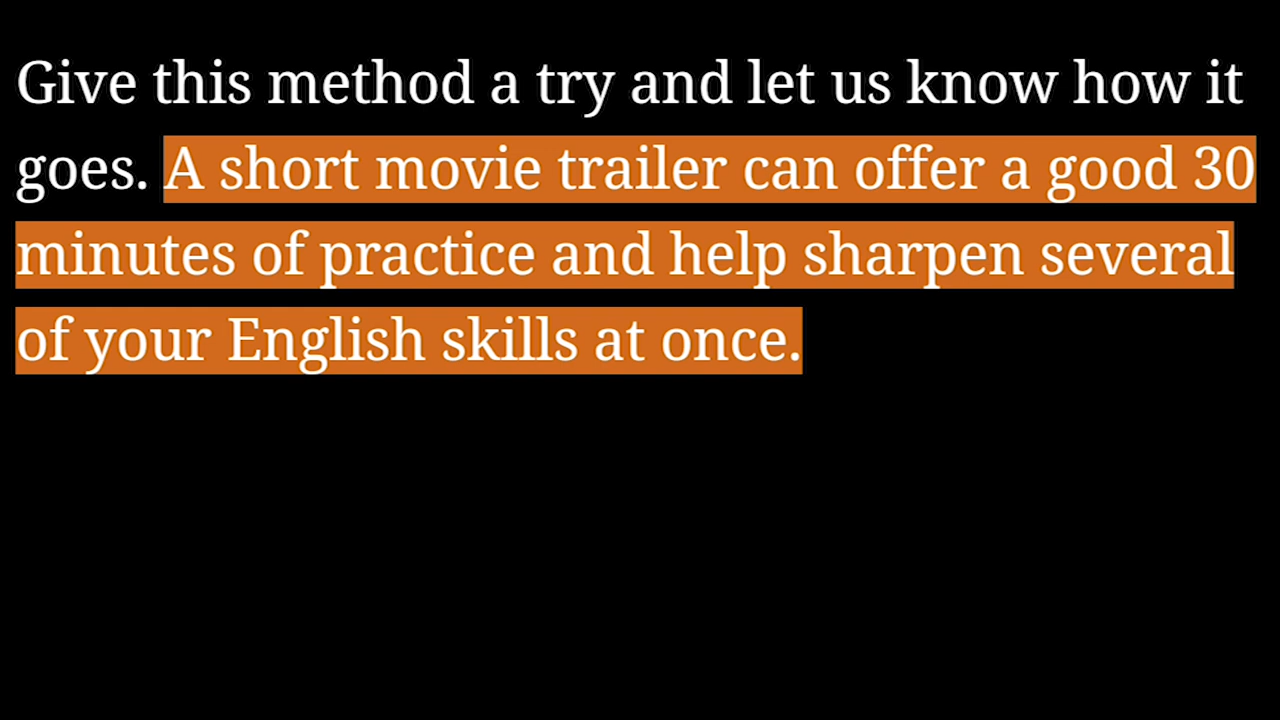 Give this method a try and let us know how it
goes. A short movie trailer can offer a good 30
minutes of practice and help sharpen several
of your English skills at once.